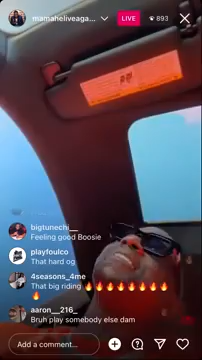 mamaheliveaga...
LIVE
893
bigtunechi__
Feeling good Boosie
playfoulco
That hard og
4seasons_4me
That big riding 🔥🔥🔥🔥🔥🔥🔥🔥
🔥
aaron__216_
Bruh play somebody else dam
Add a comment...